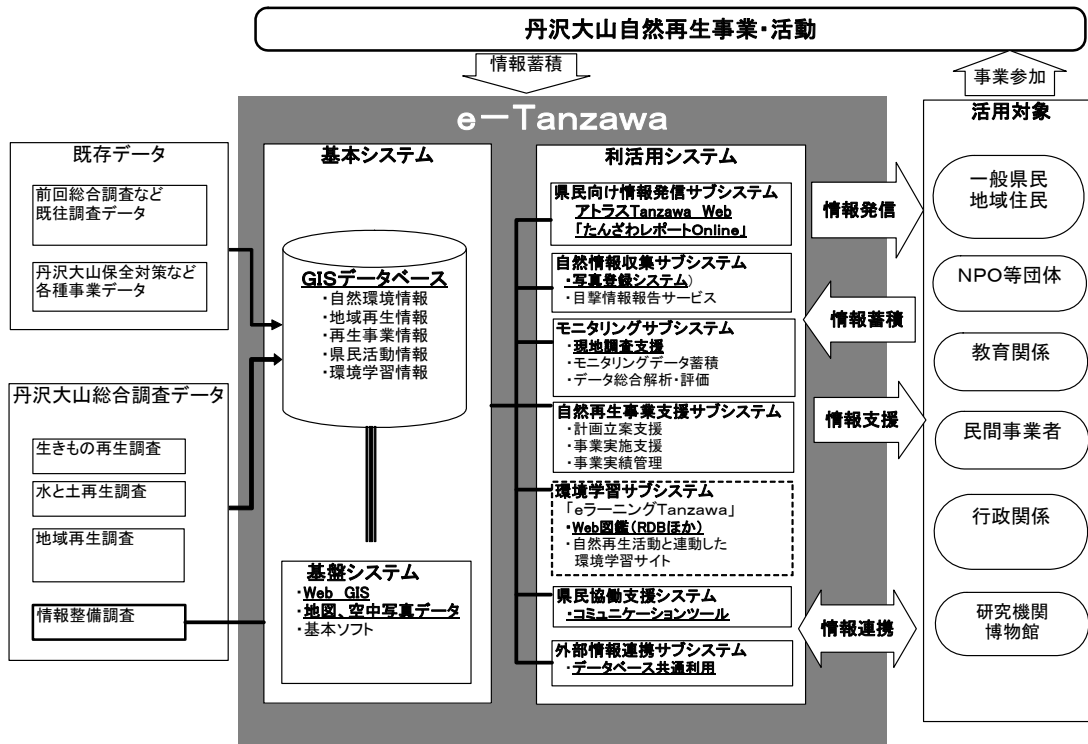 丹沢大山自然再生事業・活動
情報蓄積
事業参加
e－Tanzawa
既存データ
前回総合調査など
既往調査データ
丹沢大山保全対策など
各種事業データ
丹沢大山総合調査データ
生きもの再生調査
水と土再生調査
地域再生調査
情報整備調査
基本システム
GISデータベース
・自然環境情報
・地域再生情報
・再生事業情報
・県民活動情報
・環境学習情報
基盤システム
・Web GIS
・地図、空中写真データ
・基本ソフト
利活用システム
県民向け情報発信サブシステム
アトラスTanzawa Web
「たんざわレポートOnline」
自然情報収集サブシステム
・写真登録システム）
・目撃情報報告サービス
モニタリングサブシステム
・現地調査支援
・モニタリングデータ蓄積
・データ総合解析・評価
自然再生事業支援サブシステム
・計画立案支援
・事業実施支援
・事業実績管理
環境学習サブシステム
「eラーニングTanzawa」
・Web図鑑（RDBほか）
・自然再生活動と連動した
環境学習サイト
県民協働支援システム
・コミュニケーションツール
外部情報連携サブシステム
・データベース共通利用
情報発信
情報蓄積
情報支援
情報連携
活用対象
一般県民
地域住民
NPO等団体
教育関係
民間事業者
行政関係
研究機関
博物館